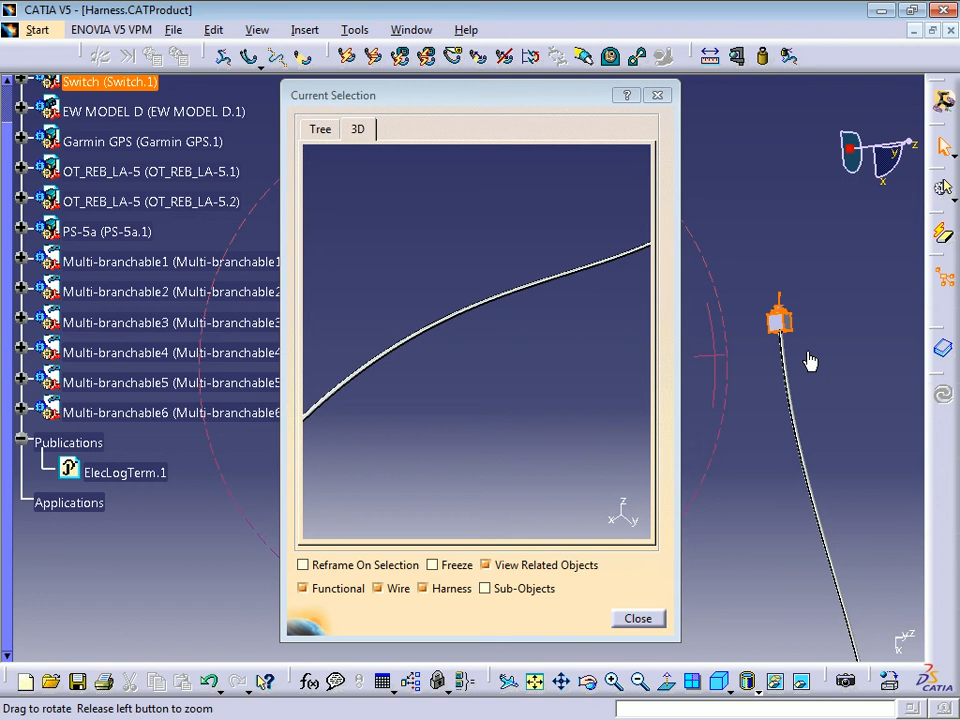 CATIA V5 - [Harness.CATProduct]
Start ENOVIA V5 VPM File Edit View Insert Tools Window Help
Switch (Switch.1)
EW MODEL D (EW MODEL D.1)
Garmin GPS (Garmin GPS.1)
OT_REB_LA-5 (OT_REB_LA-5.1)
OT_REB_LA-5 (OT_REB_LA-5.2)
PS-5a (PS-5a.1)
Multi-branchable1 (Multi-branchable1
Multi-branchable2 (Multi-branchable2
Multi-branchable3 (Multi-branchable3
Multi-branchable4 (Multi-branchable4
Multi-branchable5 (Multi-branchable5
Multi-branchable6 (Multi-branchable6
Publications
ElecLogTerm.1
Applications
Current Selection
Tree 3D
z
x y
Reframe On Selection Freeze View Related Objects
Functional Wire Harness Sub-Objects
Close
z
y
x
yz
x
f(x)
DS CATIA
Drag to rotate Release left button to zoom